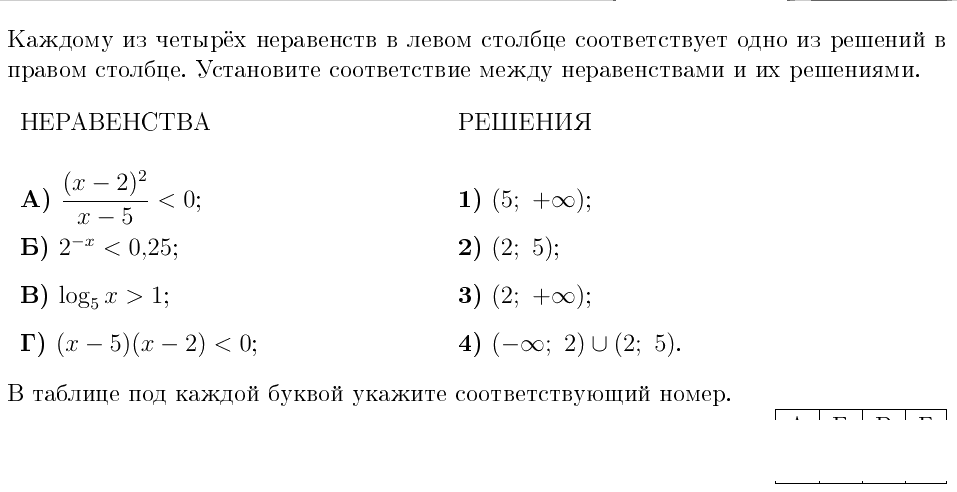 Каждому из четырёх неравенств в левом столбце соответствует одно из решений в
правом столбце. Установите соответствие между неравенствами и их решениями.
НЕРАВЕНСТВА РЕШЕНИЯ
А) (x − 2)² / (x − 5) < 0; 1) (5; +∞);
Б) 2⁻ˣ < 0,25; 2) (2; 5);
В) log₅ x > 1; 3) (2; +∞);
Г) (x − 5)(x − 2) < 0; 4) (−∞; 2) ∪ (2; 5).
В таблице под каждой буквой укажите соответствующий номер.